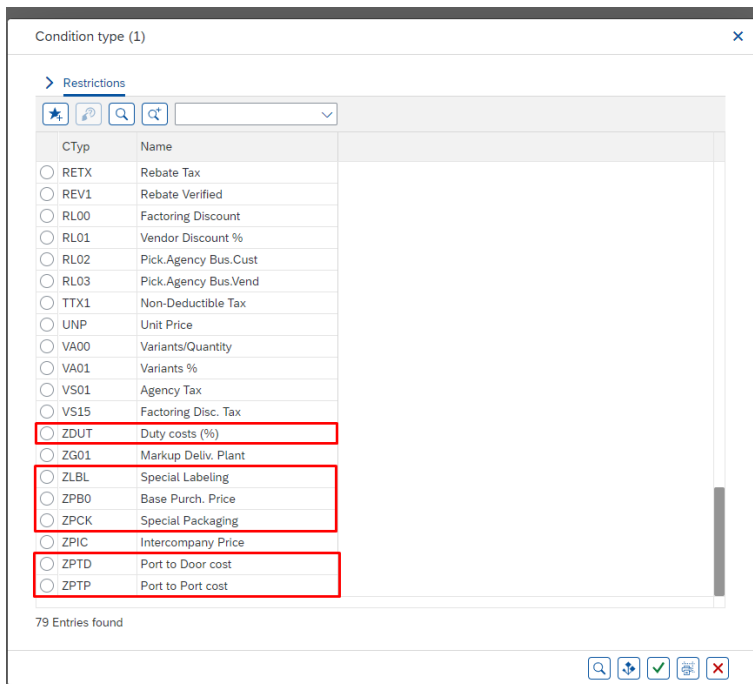 Condition type (1)
Restrictions
CTyp Name
RETX Rebate Tax
REV1 Rebate Verified
RL00 Factoring Discount
RL01 Vendor Discount %
RL02 Pick.Agency Bus.Cust
RL03 Pick.Agency Bus.Vend
TTX1 Non-Deductible Tax
UNP Unit Price
VA00 Variants/Quantity
VA01 Variants %
VS01 Agency Tax
VS15 Factoring Disc. Tax
ZDUT Duty costs (%)
ZG01 Markup Deliv. Plant
ZLBL Special Labeling
ZPB0 Base Purch. Price
ZPCK Special Packaging
ZPIC Intercompany Price
ZPTD Port to Door cost
ZPTP Port to Port cost
79 Entries found